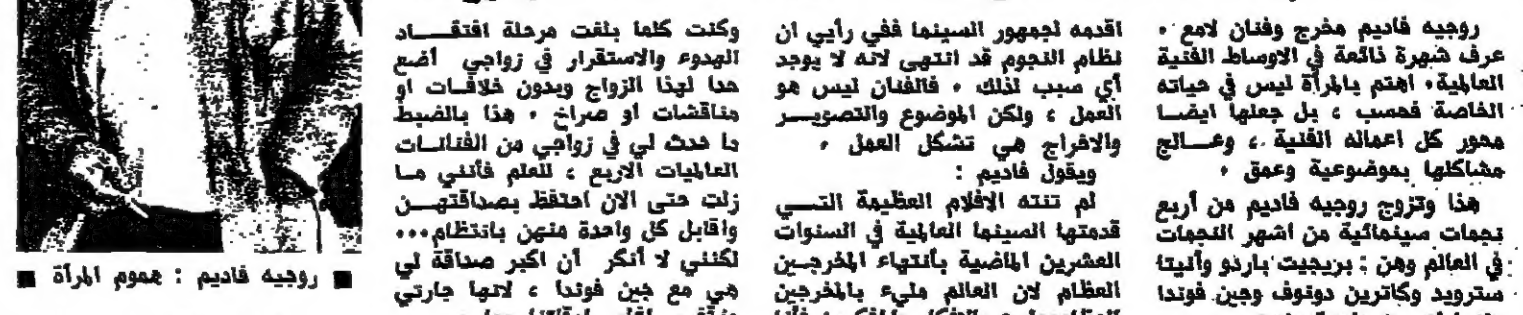 روجيه فاديم مخرج وفنان لامع .
عرف شهرة ذائعة في الاوساط الفنية
العالمية، اهتم بالمرأة ليس في حياته
الخاصة فحسب ، بل جعلها ايضا
محور كل اعماله الفنية ، وعالج
مشاكلها بموضوعية وعمق .
هذا وتزوج روجيه فاديم من أربع
نجمات سينمائية من اشهر النجمات
في العالم وهن : بريجيت باردو وأنيتا
سترويد وكاترين دونوف وجين فوندا
اقدمه لجمهور السينما ففي رأيي ان
نظام النجوم قد انتهى لانه لا يوجد
أي سبب لذلك . فالفنان ليس هو
العمل ، ولكن الموضوع والتصوير
والاخراج هي تشكل العمل .
ويقول فاديم :
لم تنته الافلام العظيمة التي
قدمتها السينما العالمية في السنوات
العشرين الماضية بأنتهاء المخرجين
العظام لان العالم مليء بالمخرجين
وكنت كلما بلغت مرحلة افتقاد
الهدوء والاستقرار في زواجي أضع
حدا لهذا الزواج وبدون خلافات او
مناقشات او صراخ . هذا بالضبط
ما حدث لي في زواجي من الفنانات
العالميات الاربع ، للعلم فأنني ما
زلت حتى الان احتفظ بصداقتهن
واقابل كل واحدة منهن بانتظام...
لكنني لا أنكر أن اكبر صداقة لي
هي مع جين فوندا ، لانها جارتي
روجيه فاديم : هموم المرأة